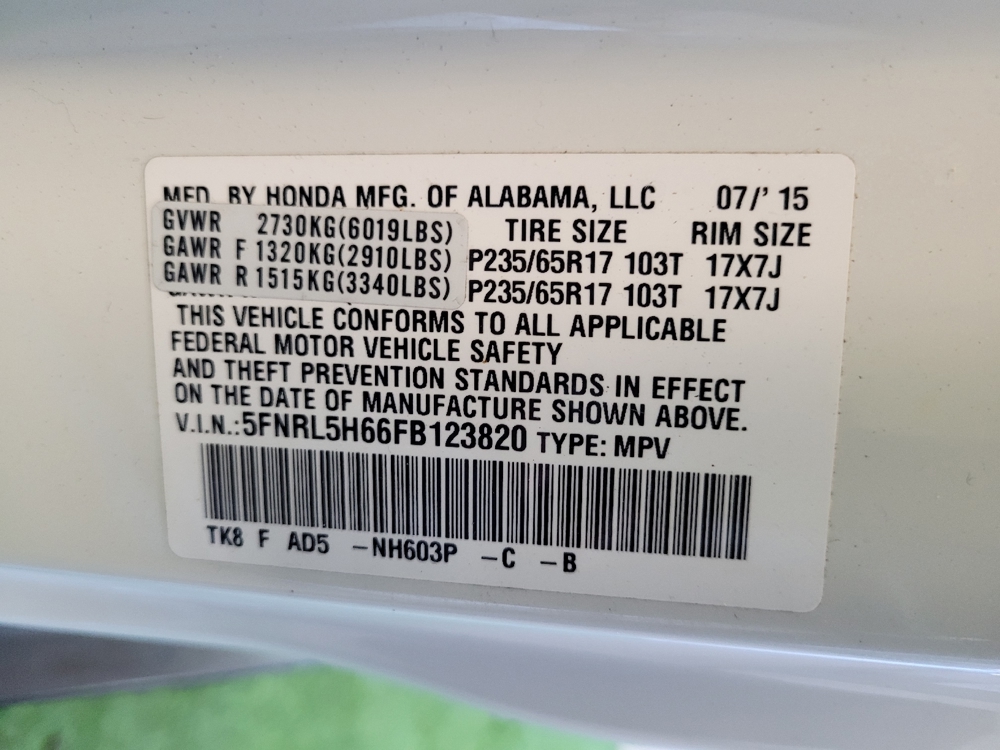 MFD. BY HONDA MFG. OF ALABAMA, LLC 07/'15
GVWR 2730KG(6019LBS) TIRE SIZE RIM SIZE
GAWR F 1320KG(2910LBS) P235/65R17 103T 17X7J
GAWR R 1515KG(3340LBS) P235/65R17 103T 17X7J
THIS VEHICLE CONFORMS TO ALL APPLICABLE
FEDERAL MOTOR VEHICLE SAFETY
AND THEFT PREVENTION STANDARDS IN EFFECT
ON THE DATE OF MANUFACTURE SHOWN ABOVE.
V.I.N.:5FNRL5H66FB123820 TYPE: MPV
TK8 F AD5 -NH603P -C -B